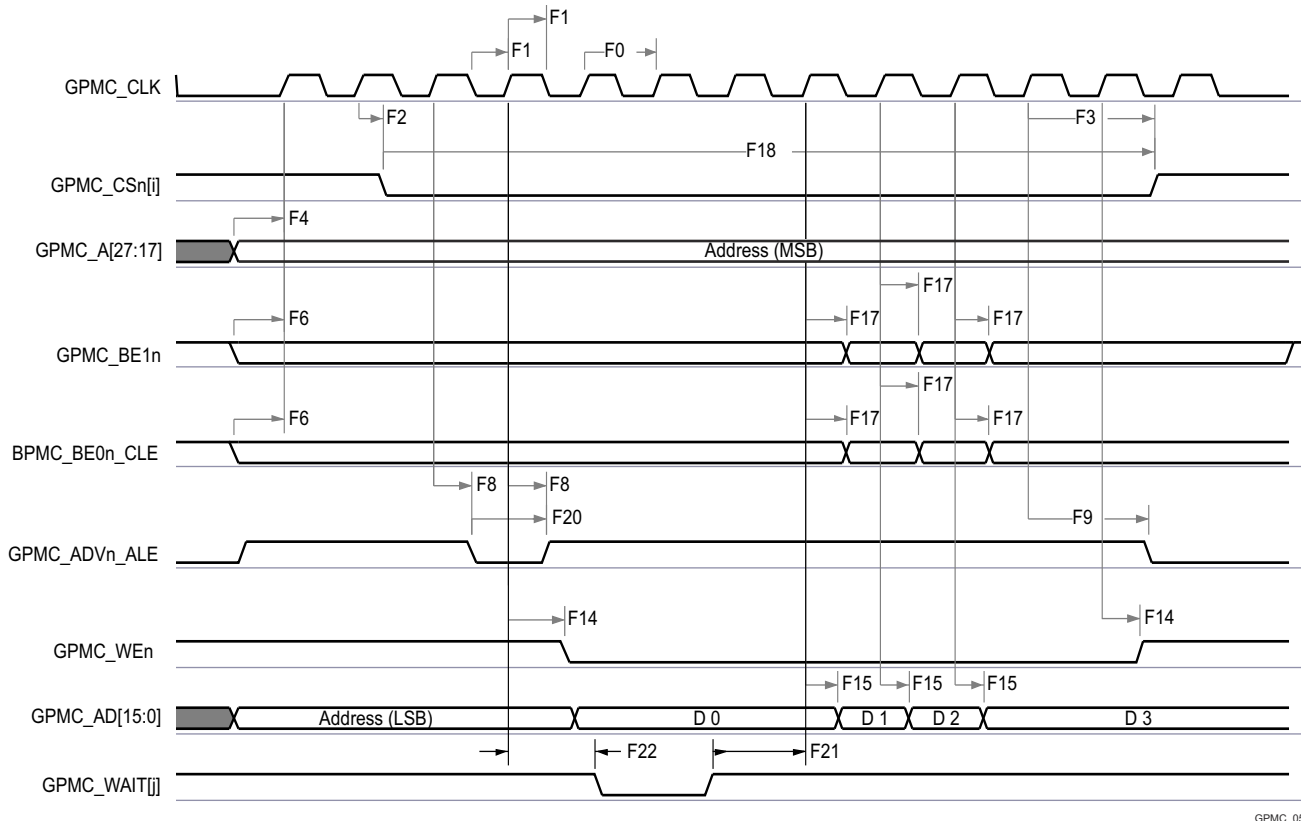 F1
F1
F0
GPMC_CLK
F2
F3
F18
GPMC_CSn[i]
F4
GPMC_A[27:17]
Address (MSB)
F17
F6
F17
F17
GPMC_BE1n
F17
F6
F17
F17
BPMC_BE0n_CLE
F8
F8
F20
F9
GPMC_ADVn_ALE
F14
F14
GPMC_WEn
F15
F15
F15
GPMC_AD[15:0]
Address (LSB)
D 0
D 1
D 2
D 3
F22
F21
GPMC_WAIT[j]
GPMC_05